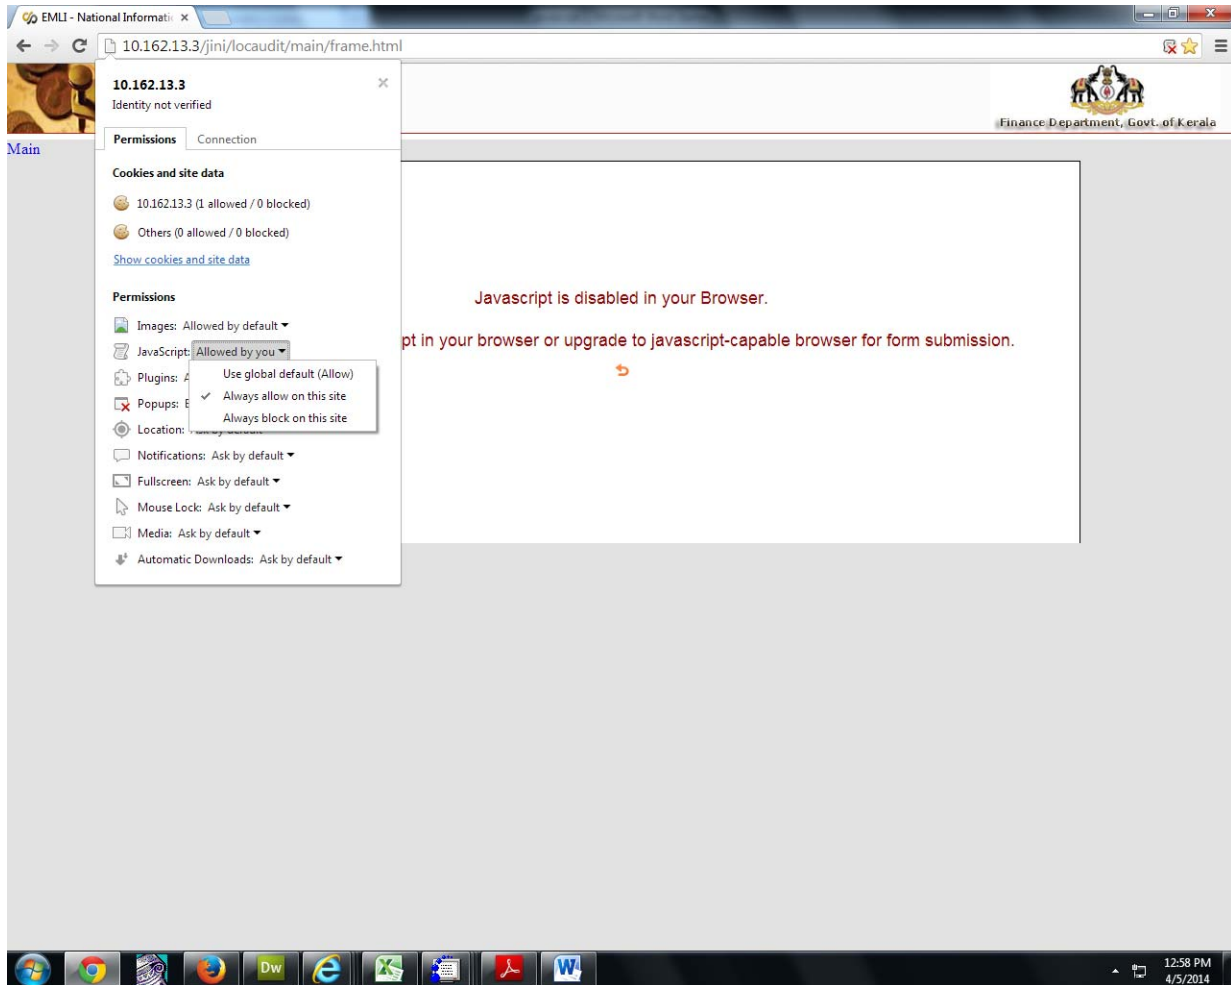 EMLI - National Informatic
10.162.13.3/jini/locaudit/main/frame.html
10.162.13.3
Identity not verified
Permissions Connection
Cookies and site data
10.162.13.3 (1 allowed / 0 blocked)
Others (0 allowed / 0 blocked)
Show cookies and site data
Permissions
Images: Allowed by default
JavaScript: Allowed by you
Use global default (Allow)
Plugins: A
Always allow on this site
Popups:
Always block on this site
Location:
Notifications: Ask by default
Fullscreen: Ask by default
Mouse Lock: Ask by default
Media: Ask by default
Automatic Downloads: Ask by default
Finance Department, Govt. of Kerala
Main
Javascript is disabled in your Browser.
pt in your browser or upgrade to javascript-capable browser for form submission.
Dw
12:58 PM
4/5/2014